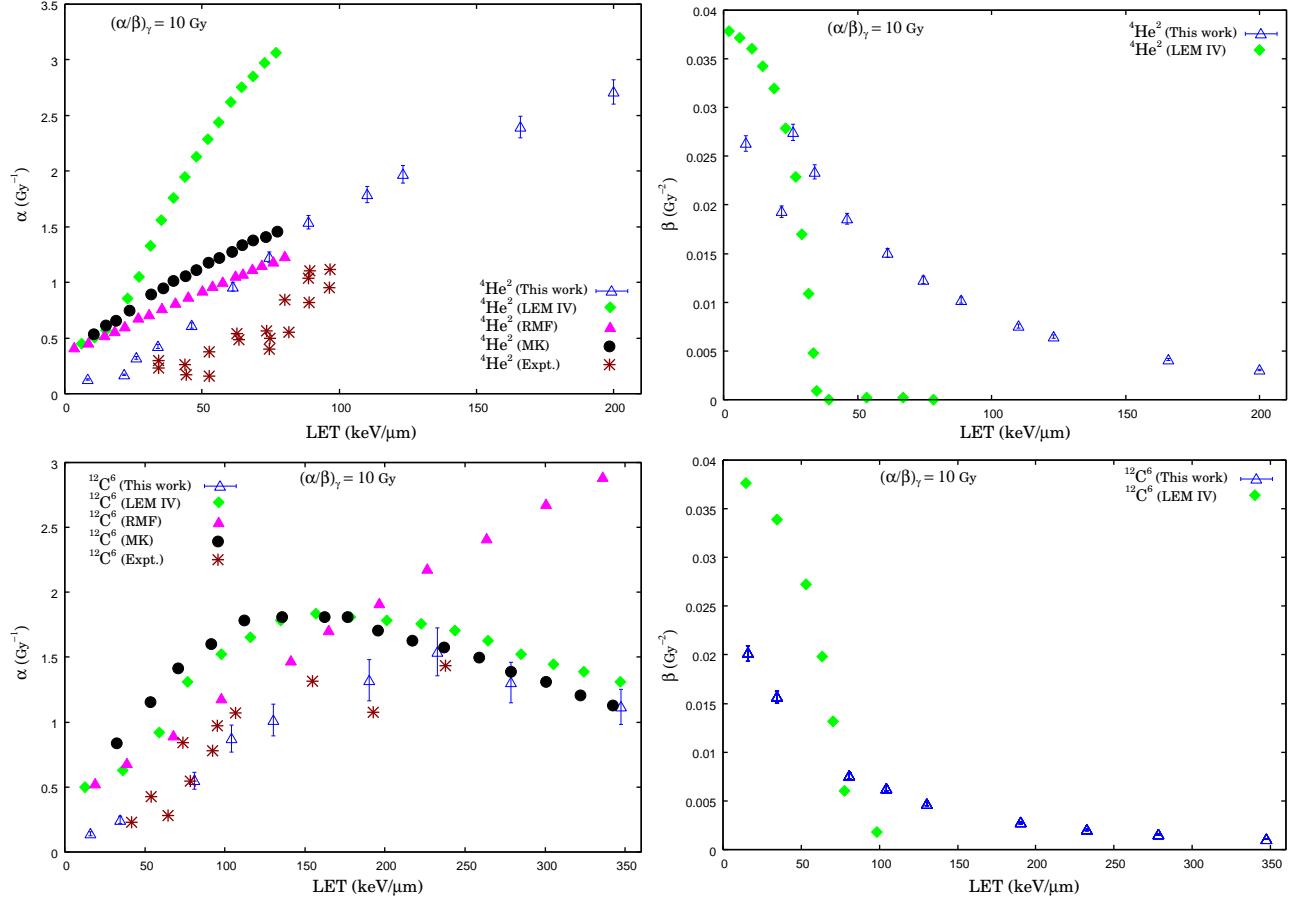 (α/β)γ = 10 Gy
3.5
3
2.5
2
1.5
1
0.5
0
α (Gy⁻¹)
⁴He² (This work)
⁴He² (LEM IV)
⁴He² (RMF)
⁴He² (MK)
⁴He² (Expt.)
0 50 100 150 200
LET (keV/μm)
(α/β)γ = 10 Gy
⁴He² (This work)
⁴He² (LEM IV)
0.04
0.035
0.03
0.025
0.02
0.015
0.01
0.005
0
β (Gy⁻²)
0 50 100 150 200
LET (keV/μm)
(α/β)γ = 10 Gy
¹²C⁶ (This work)
¹²C⁶ (LEM IV)
¹²C⁶ (RMF)
¹²C⁶ (MK)
¹²C⁶ (Expt.)
3
2.5
2
1.5
1
0.5
0
α (Gy⁻¹)
0 50 100 150 200 250 300 350
LET (keV/μm)
(α/β)γ = 10 Gy
¹²C⁶ (This work)
¹²C⁶ (LEM IV)
0.04
0.035
0.03
0.025
0.02
0.015
0.01
0.005
0
β (Gy⁻²)
0 50 100 150 200 250 300 350
LET (keV/μm)